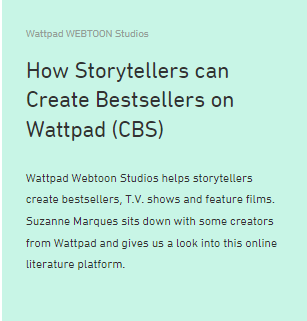 Wattpad WEBTOON Studios
How Storytellers can
Create Bestsellers on
Wattpad (CBS)
Wattpad Webtoon Studios helps storytellers
create bestsellers, T.V. shows and feature films.
Suzanne Marques sits down with some creators
from Wattpad and gives us a look into this online
literature platform.